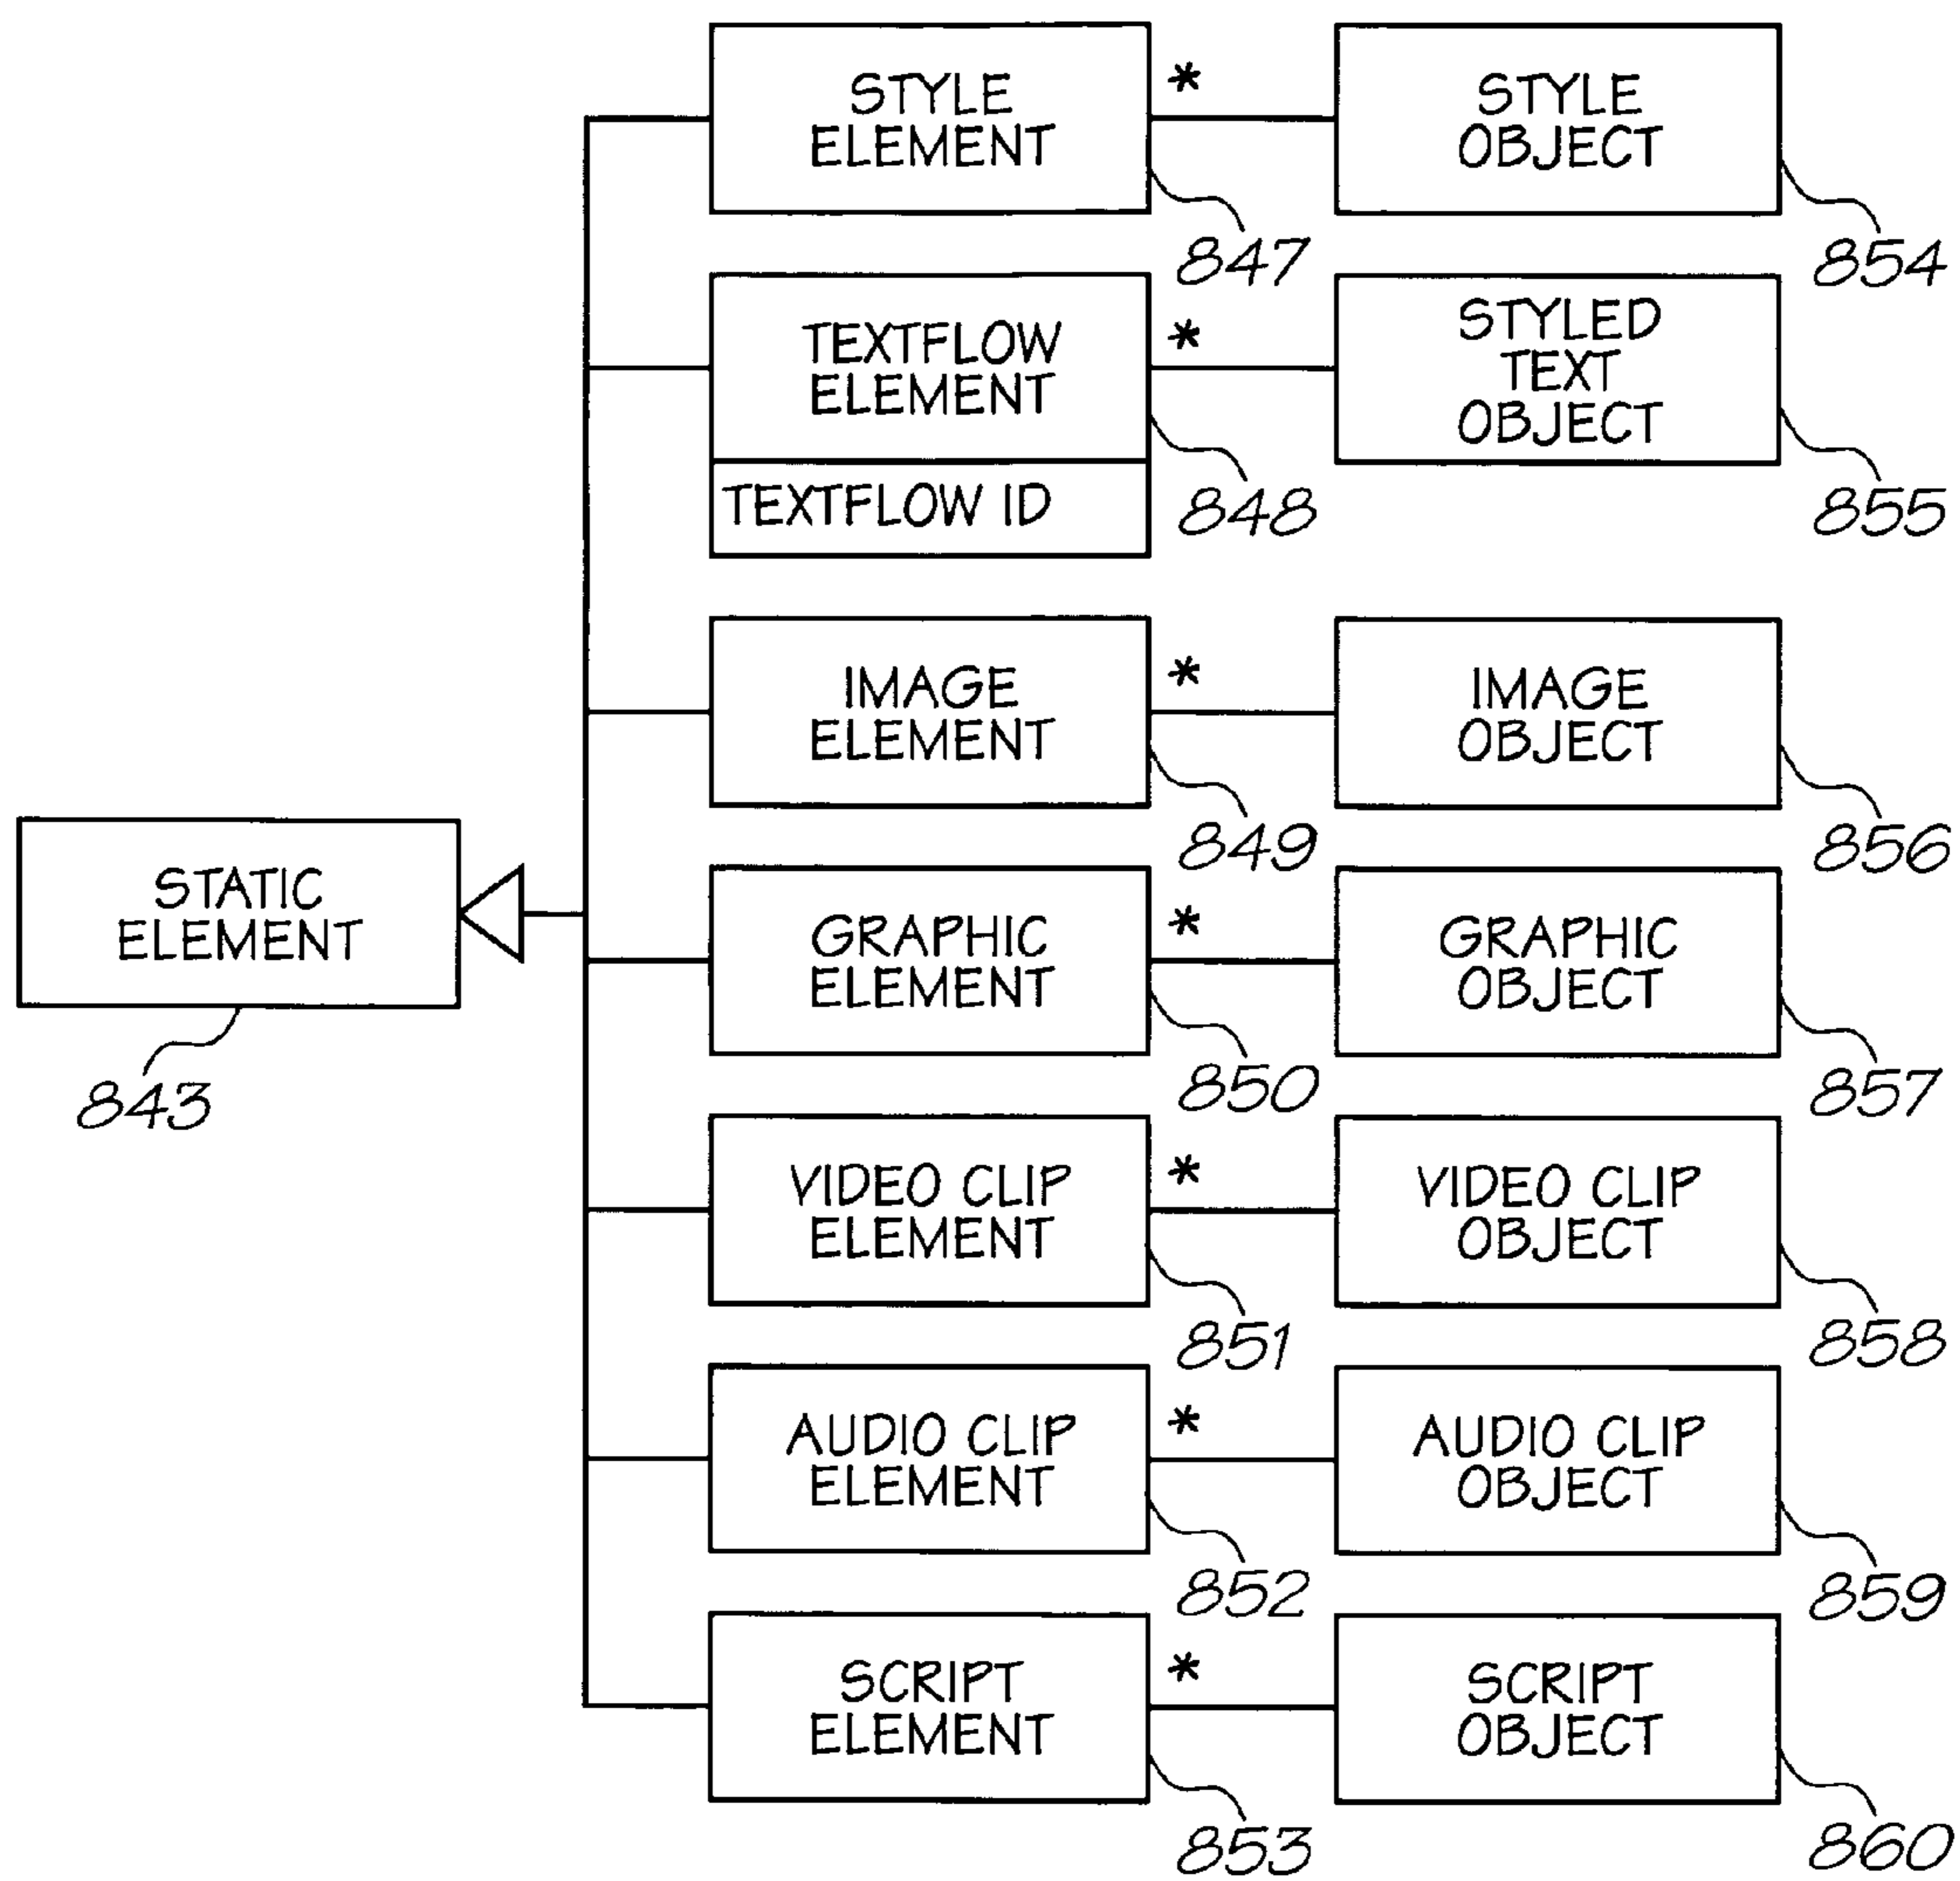 STYLE
ELEMENT
*
STYLE
OBJECT
847
854
TEXTFLOW
ELEMENT
*
STYLED
TEXT
OBJECT
TEXTFLOW ID
848
855
IMAGE
ELEMENT
*
IMAGE
OBJECT
849
856
STATIC
ELEMENT
843
GRAPHIC
ELEMENT
*
GRAPHIC
OBJECT
850
857
VIDEO CLIP
ELEMENT
*
VIDEO CLIP
OBJECT
851
858
AUDIO CLIP
ELEMENT
*
AUDIO CLIP
OBJECT
852
859
SCRIPT
ELEMENT
*
SCRIPT
OBJECT
853
860